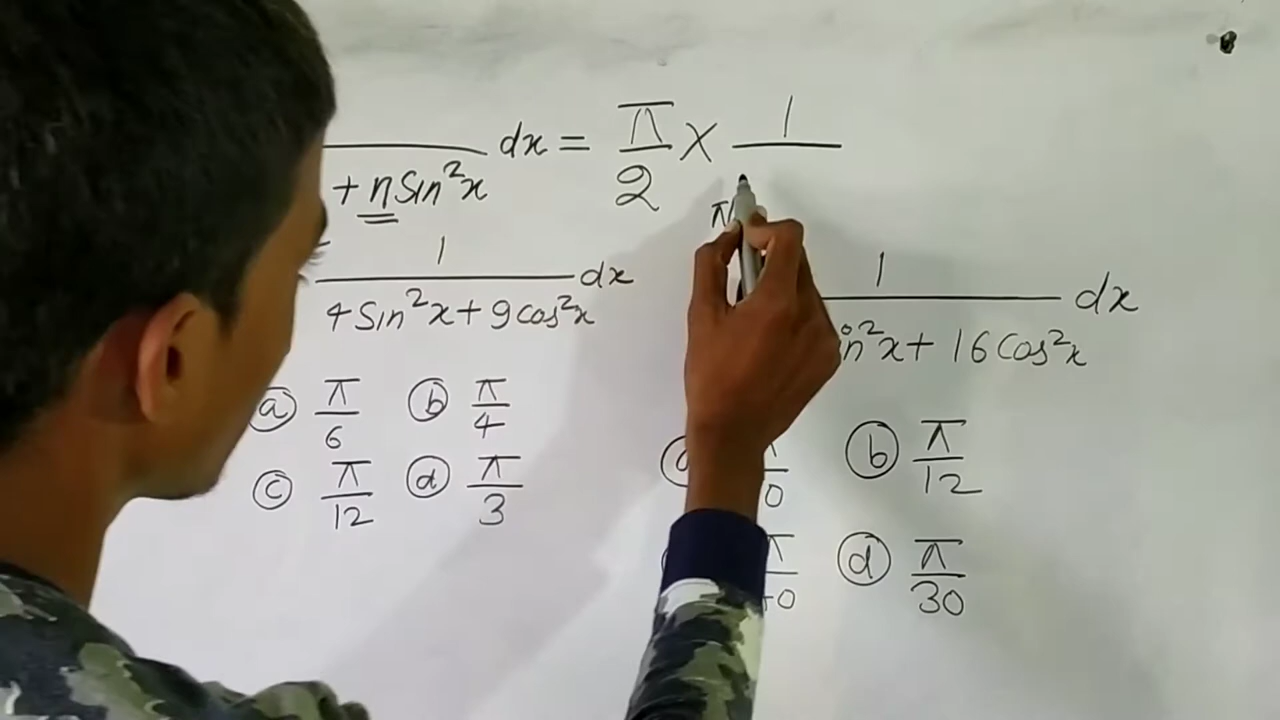 dx = π/2 × 1/
+ n Sin²x
1/(4 Sin²x + 9 cos²x) dx
1/(in²x + 16 Cos²x) dx
ⓐ π/6 ⓑ π/4
ⓒ π/12 ⓓ π/3
ⓑ π/12
ⓓ π/30